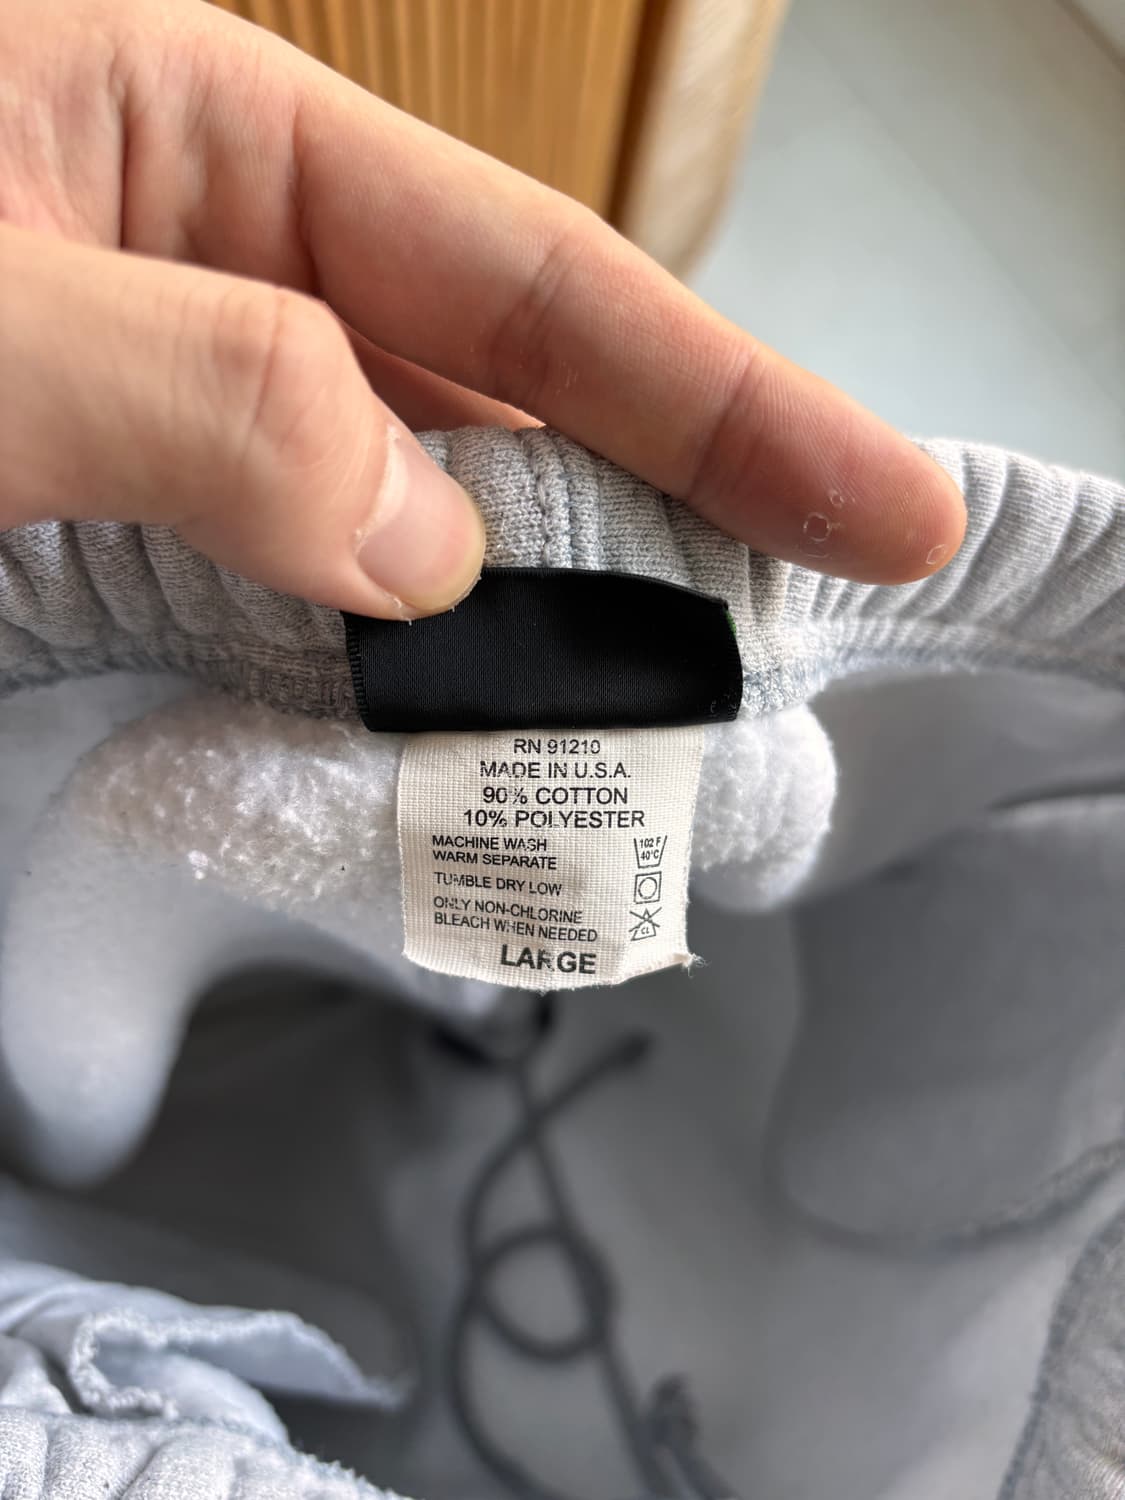 RN 91210
MADE IN U.S.A.
90% COTTON
10% POLYESTER
MACHINE WASH
WARM SEPARATE
102 F
40°C
TUMBLE DRY LOW
ONLY NON-CHLORINE
BLEACH WHEN NEEDED
CL
LARGE